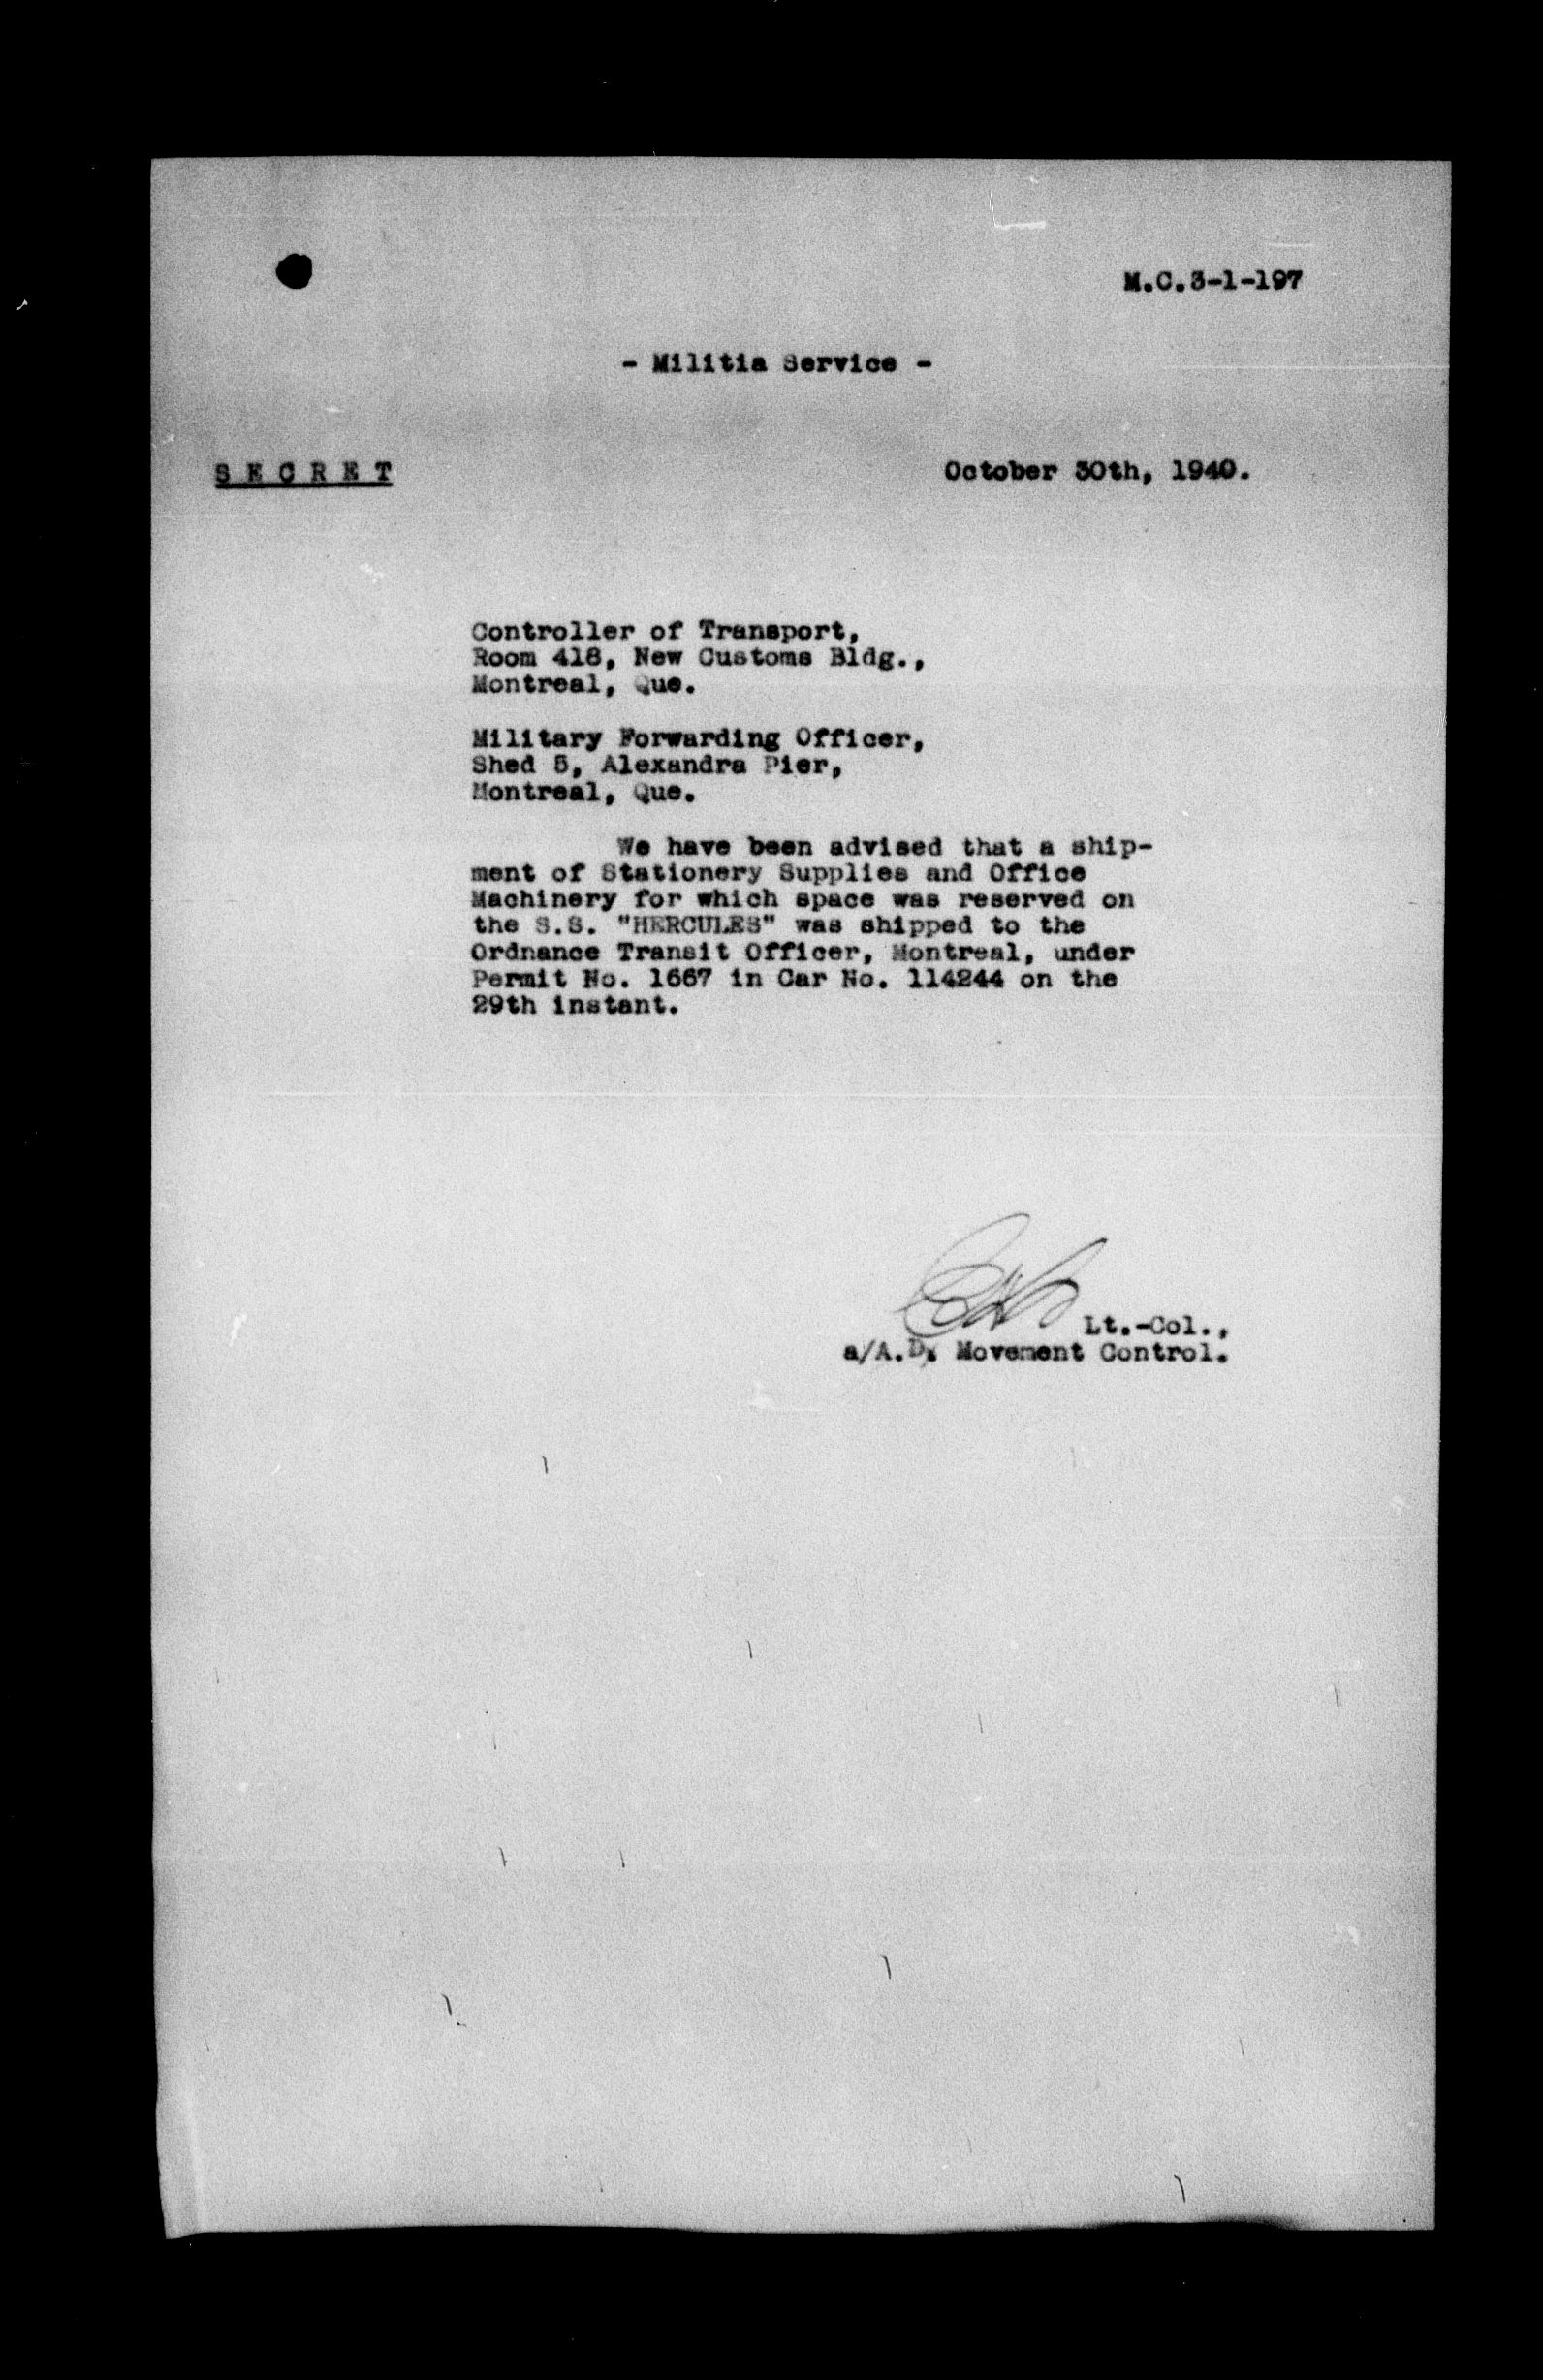 M.C.3-1-197
- Militia Service -
S E C R E T
October 30th, 1940.
Controller of Transport,
Room 418, New Customs Bldg.,
Montreal, Que.
Military Forwarding Officer,
Shed 5, Alexandra Pier,
Montreal, Que.
We have been advised that a ship-
ment of Stationery Supplies and Office
Machinery for which space was reserved on
the S.S. "HERCULES" was shipped to the
Ordnance Transit Officer, Montreal, under
Permit No. 1667 in Car No. 114244 on the
29th instant.
Lt.-Col.,
a/A.D. Movement Control.